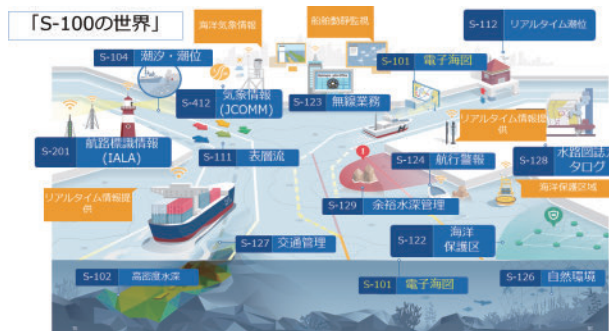 「S-100の世界」
海洋気象情報
船舶動静監視
S-112 リアルタイム潮位
S-104 潮汐・潮位
S-101 電子海図
S-412 気象情報
(JCOMM)
S-123 無線業務
リアルタイム情報提
供
S-201 航路標識情報
(IALA)
S-111 表層流
S-124 航行警報
S-128 水路図誌カ
タログ
海洋保護区域
リアルタイム情報提
供
S-129 余裕水深管理
S-127 交通管理
S-122 海洋
保護区
S-102 高密度水深
S-101 電子海図
S-126 自然環境